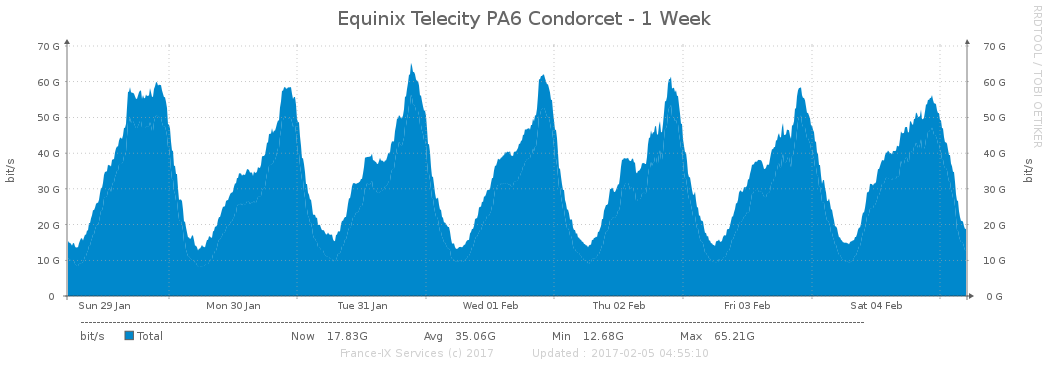 Equinix Telecity PA6 Condorcet - 1 Week
RRDTOOL / TOBI OETIKER
70 G 70 G
60 G 60 G
50 G 50 G
40 G 40 G
30 G 30 G
20 G 20 G
10 G 10 G
0 0 G
bit/s
bit/s
Sun 29 Jan Mon 30 Jan Tue 31 Jan Wed 01 Feb Thu 02 Feb Fri 03 Feb Sat 04 Feb
bit/s Total Now 17.83G Avg 35.06G Min 12.68G Max 65.21G
France-IX Services (c) 2017 Updated : 2017-02-05 04:55:10